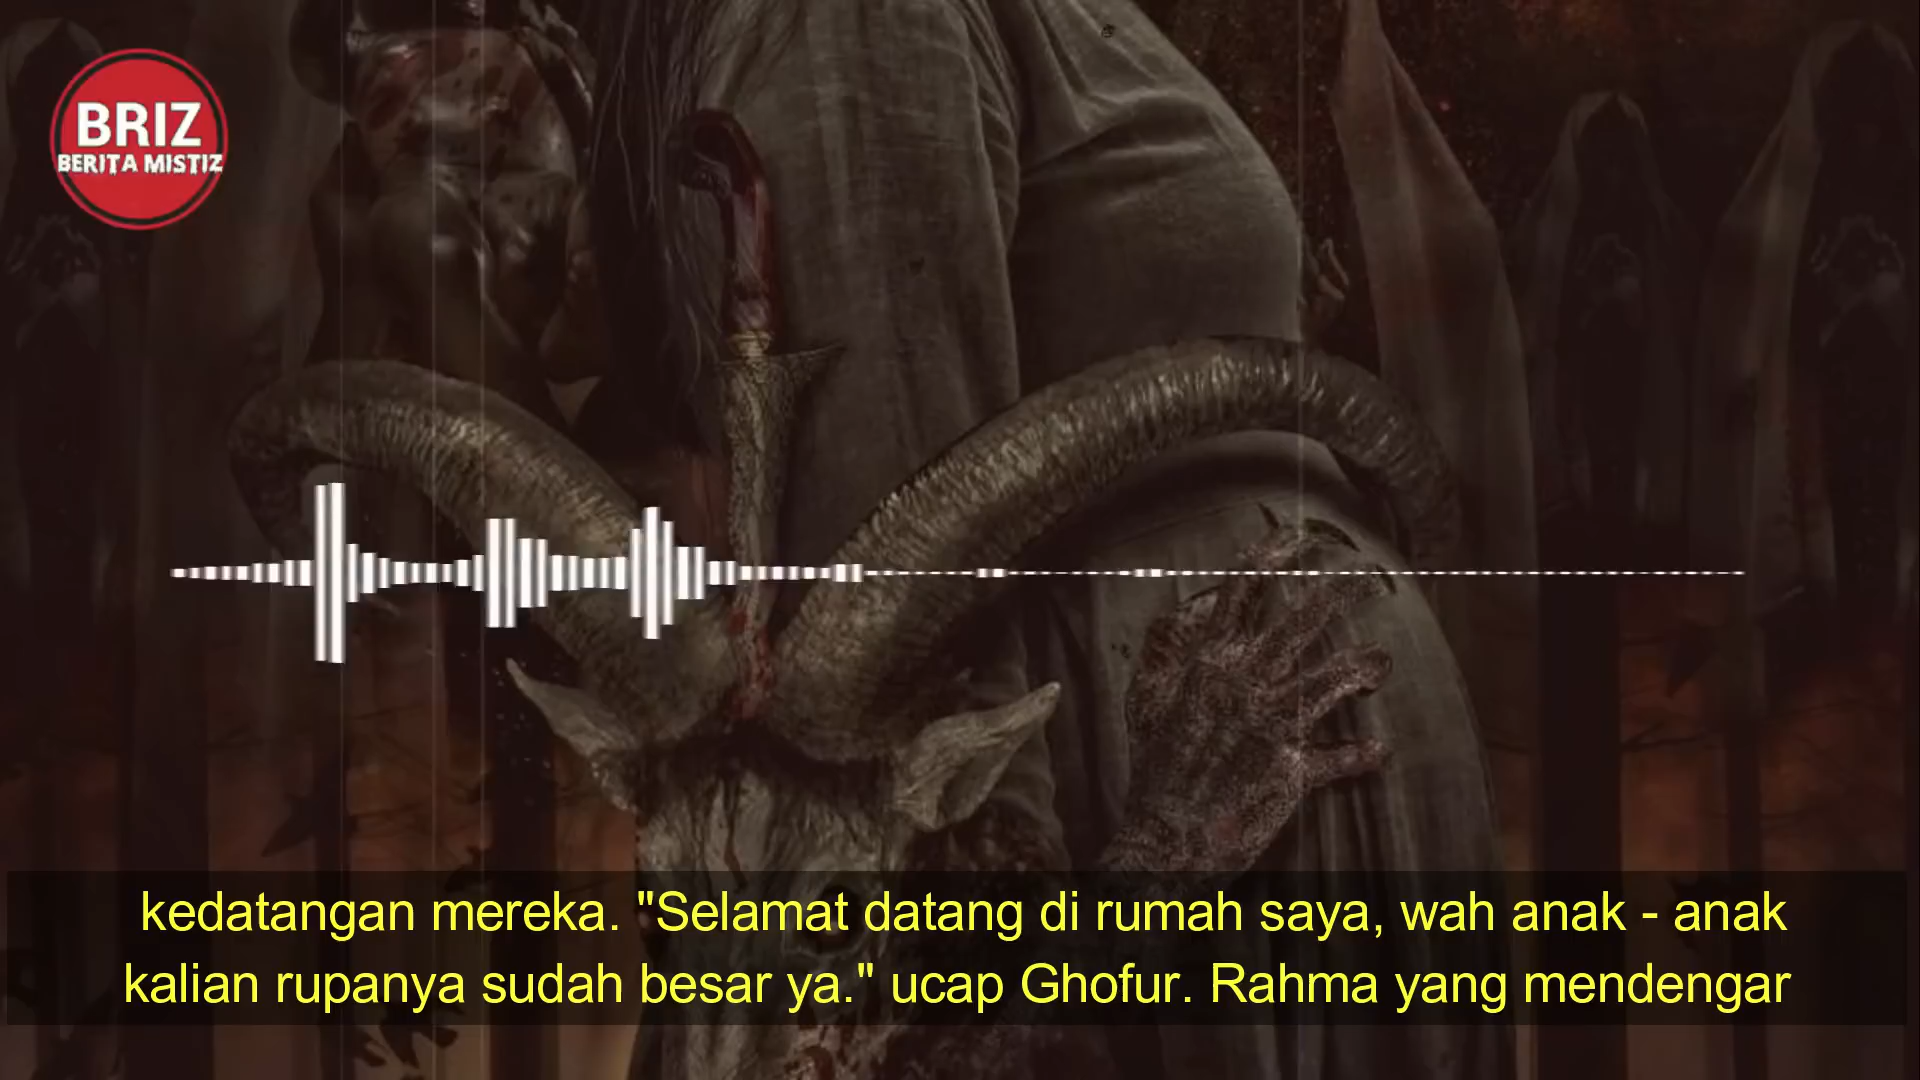 BRIZ
BERITA MISTIZ
kedatangan mereka. "Selamat datang di rumah saya, wah anak - anak
kalian rupanya sudah besar ya." ucap Ghofur. Rahma yang mendengar